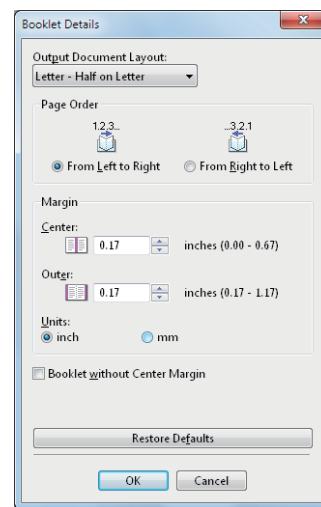 Booklet Details
Output Document Layout:
Letter - Half on Letter
Page Order
1.2.3...
...3.2.1
From Left to Right
From Right to Left
Margin
Center:
0.17
inches (0.00 - 0.67)
Outer:
0.17
inches (0.17 - 1.17)
Units:
inch
mm
Booklet without Center Margin
Restore Defaults
OK
Cancel